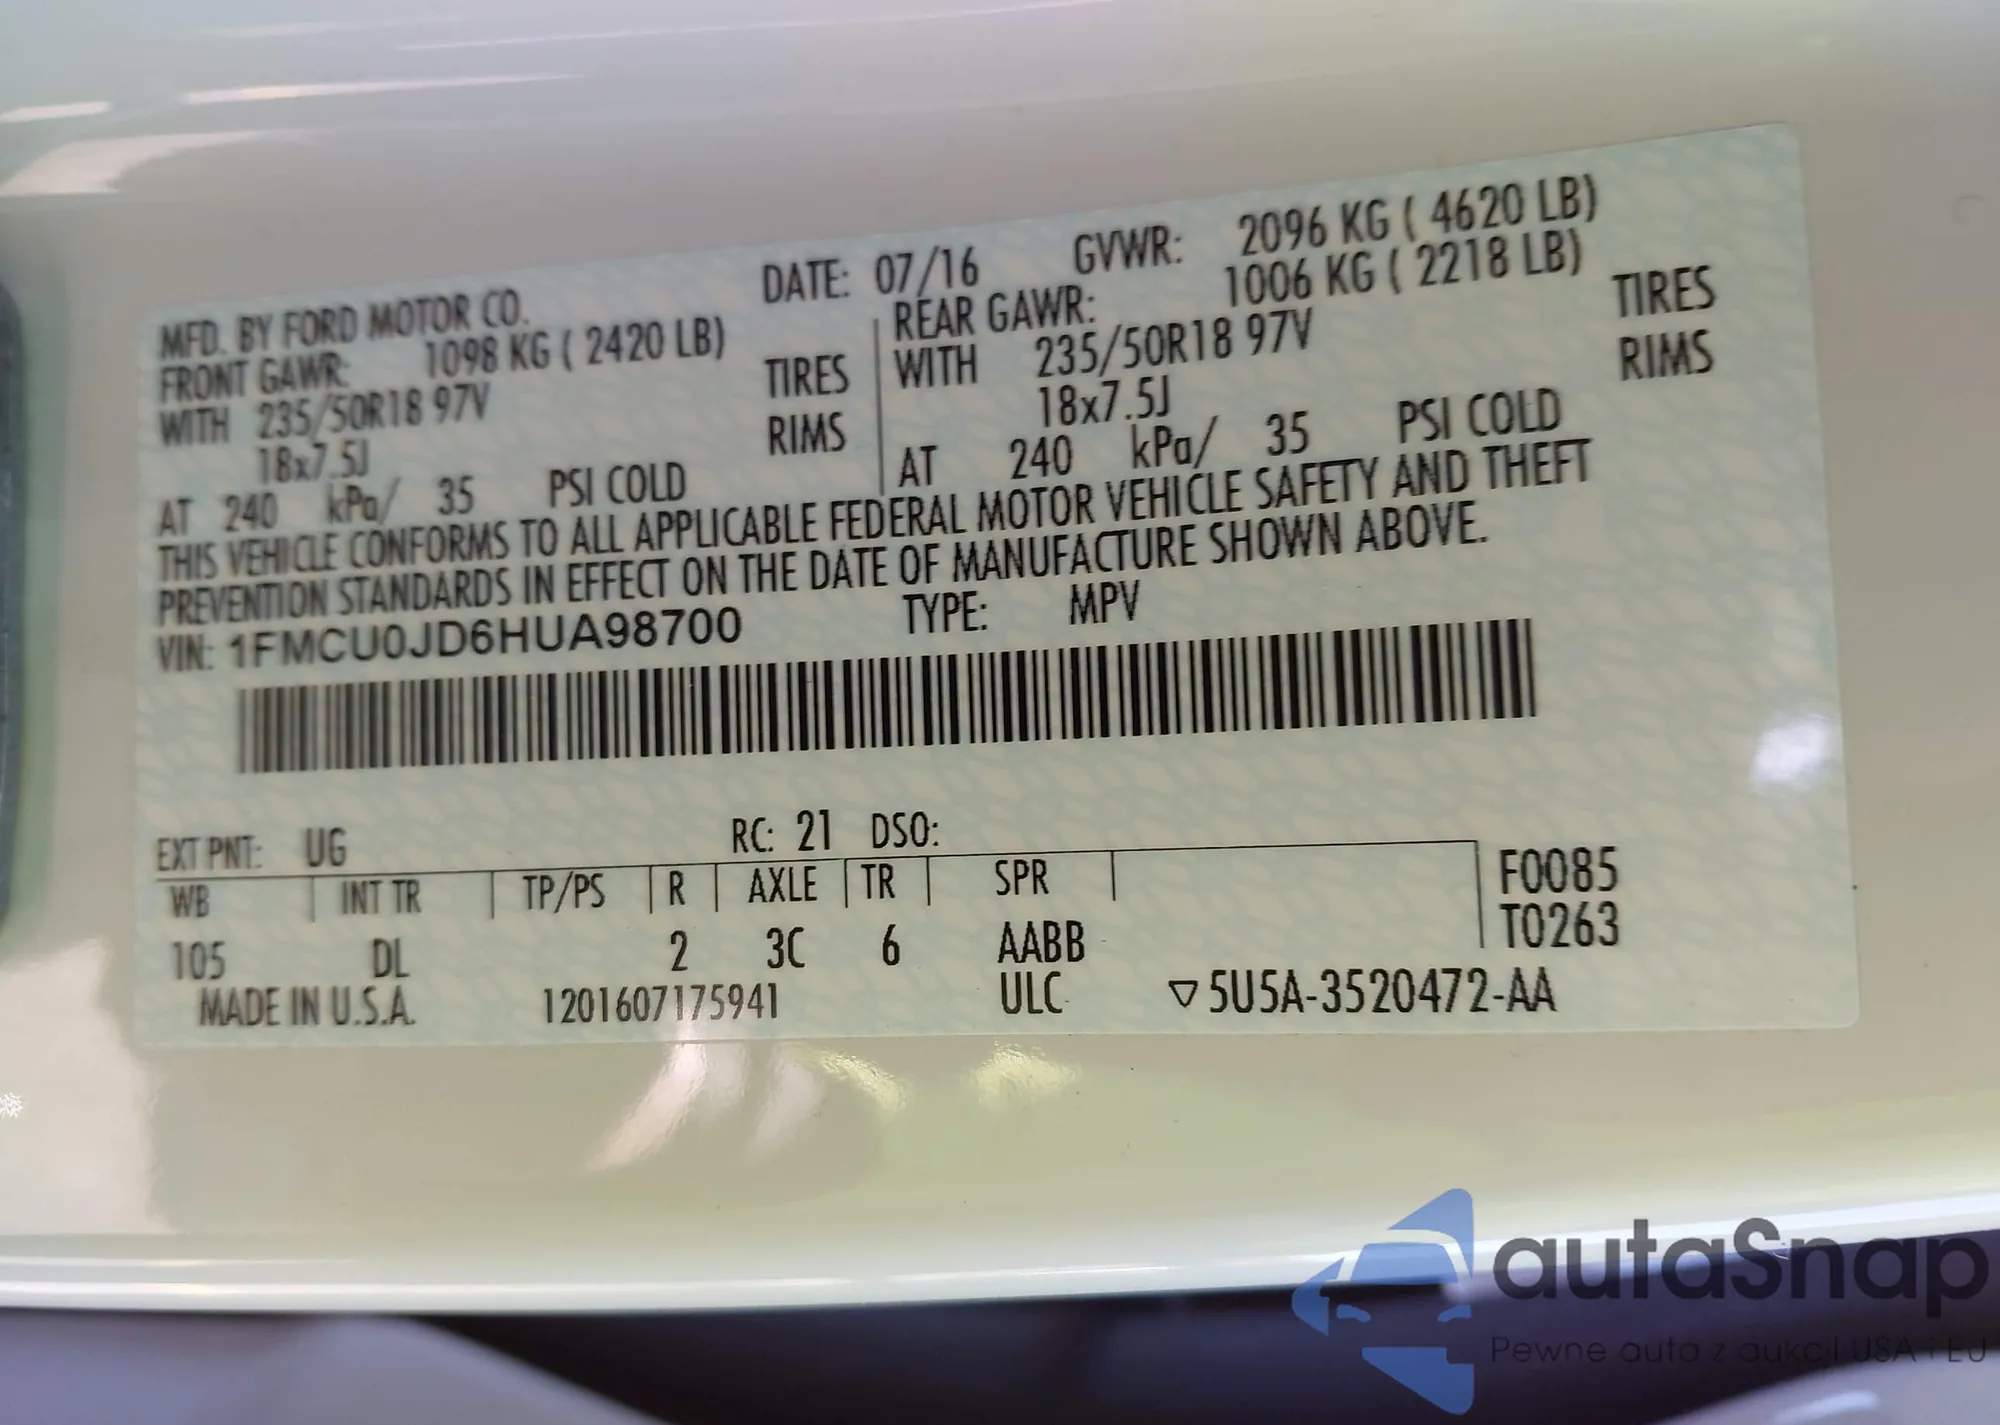 MFD. BY FORD MOTOR CO. DATE: 07/16 GVWR: 2096 KG ( 4620 LB)
FRONT GAWR: 1098 KG ( 2420 LB) REAR GAWR: 1006 KG ( 2218 LB)
WITH 235/50R18 97V TIRES WITH 235/50R18 97V TIRES
18x7.5J RIMS 18x7.5J RIMS
AT 240 kPa/ 35 PSI COLD AT 240 kPa/ 35 PSI COLD
THIS VEHICLE CONFORMS TO ALL APPLICABLE FEDERAL MOTOR VEHICLE SAFETY AND THEFT
PREVENTION STANDARDS IN EFFECT ON THE DATE OF MANUFACTURE SHOWN ABOVE.
VIN: 1FMCU0JD6HUA98700 TYPE: MPV
EXT PNT: UG RC: 21 DSO:
WB INT TR TP/PS R AXLE TR SPR F0085
105 DL 2 3C 6 AABB T0263
MADE IN U.S.A. 1201607175941 ULC ▽5U5A-3520472-AA
autaSnap
Pewne auta z aukcji USA i EU